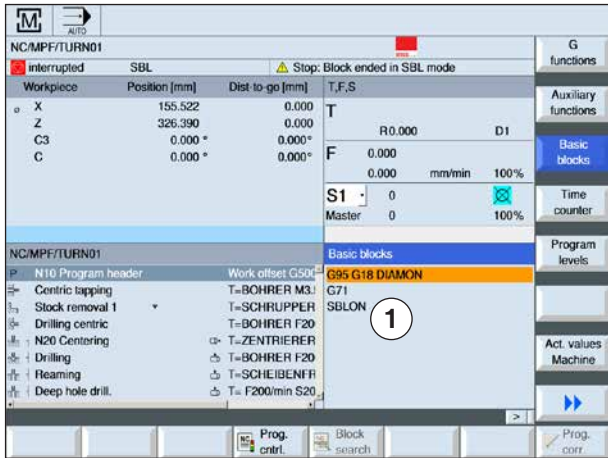 M
AUTO
NC/MPF/TURN01
interrupted SBL Stop: Block ended in SBL mode
Workpiece Position [mm] Dist-to-go [mm] T,F,S
X 155.522 0.000
Z 326.390 0.000
C3 0.000 ° 0.000°
C 0.000 ° 0.000°
T
R0.000 D1
F 0.000
0.000 mm/min 100%
S1 0
Master 0 100%
NC/MPF/TURN01
P N10 Program header Work offset G500
Centric tapping T=BOHRER M3.
Stock removal 1 T=SCHRUPPER
Drilling centric T=BOHRER F20
N20 Centering T=ZENTRIERER
Drilling T=BOHRER F20
Reaming T=SCHEIBENFR
Deep hole drill. T= F200/min S20
Basic blocks
G95 G18 DIAMON
G71
SBLON
1
G functions
Auxiliary functions
Basic blocks
Time counter
Program levels
Act. values Machine
>
NC Prog. cntrl.
NC Block search
Prog. corr.